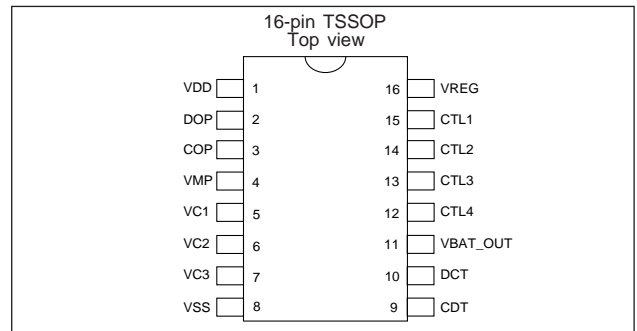 16-pin TSSOP
Top view
VDD 1 16 VREG
DOP 2 15 CTL1
COP 3 14 CTL2
VMP 4 13 CTL3
VC1 5 12 CTL4
VC2 6 11 VBAT_OUT
VC3 7 10 DCT
VSS 8 9 CDT